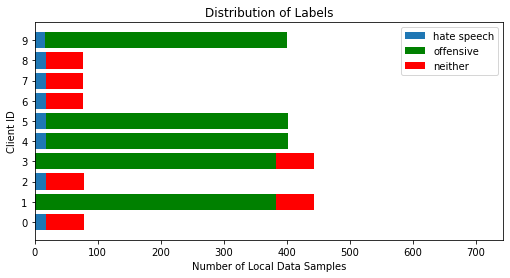 Distribution of Labels
hate speech
offensive
neither
Client ID
9
8
7
6
5
4
3
2
1
0
0 100 200 300 400 500 600 700
Number of Local Data Samples